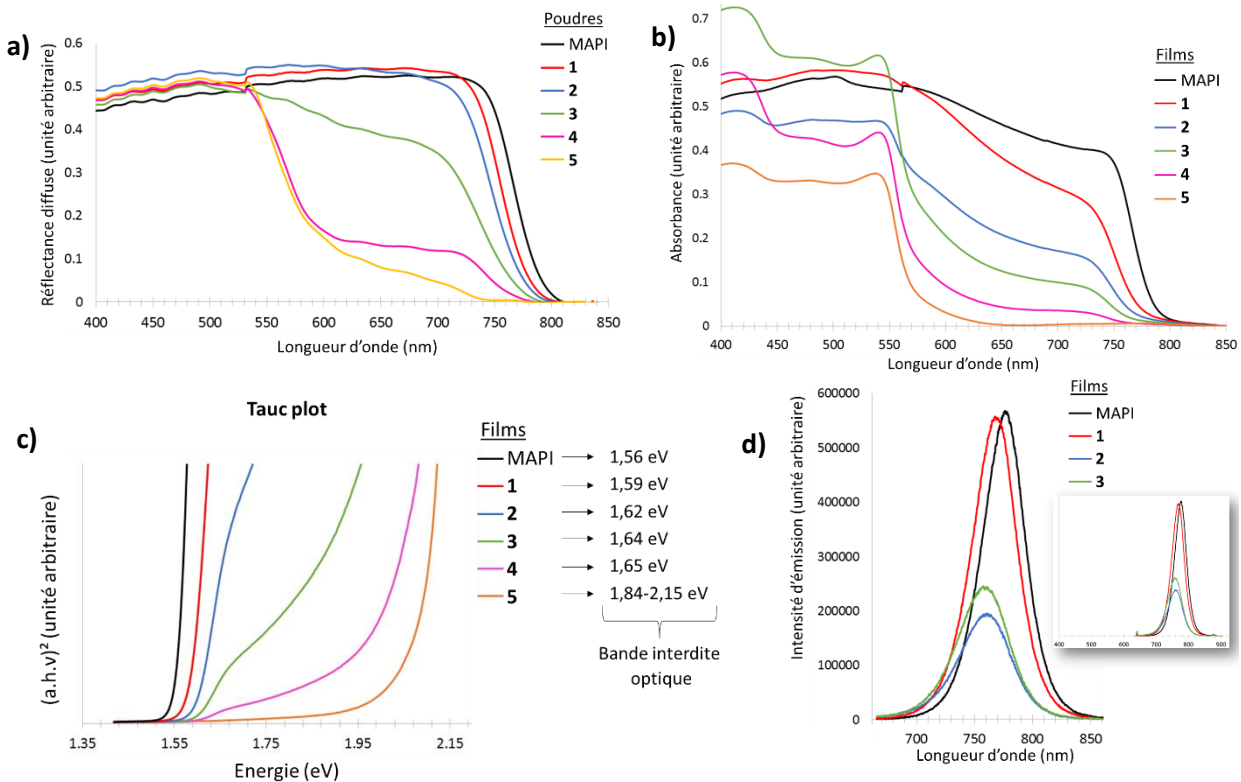 a)
Poudres
MAPI
1
2
3
4
5
Réflectance diffuse (unité arbitraire)
0.6
0.5
0.4
0.3
0.2
0.1
0
400 450 500 550 600 650 700 750 800 850
Longueur d'onde (nm)
b)
Films
MAPI
1
2
3
4
5
Absorbance (unité arbitraire)
0.7
0.6
0.5
0.4
0.3
0.2
0.1
0
400 450 500 550 600 650 700 750 800 850
Longueur d'onde (nm)
Tauc plot
c)
Films
MAPI 1,56 eV
1 1,59 eV
2 1,62 eV
3 1,64 eV
4 1,65 eV
5 1,84-2,15 eV
Bande interdite
optique
(a.h.v)² (unité arbitraire)
1.35 1.55 1.75 1.95 2.15
Energie (eV)
d)
Films
MAPI
1
2
3
Intensité d'émission (unité arbitraire)
600000
500000
400000
300000
200000
100000
0
700 750 800 850
Longueur d'onde (nm)
400 500 600 700 800 900